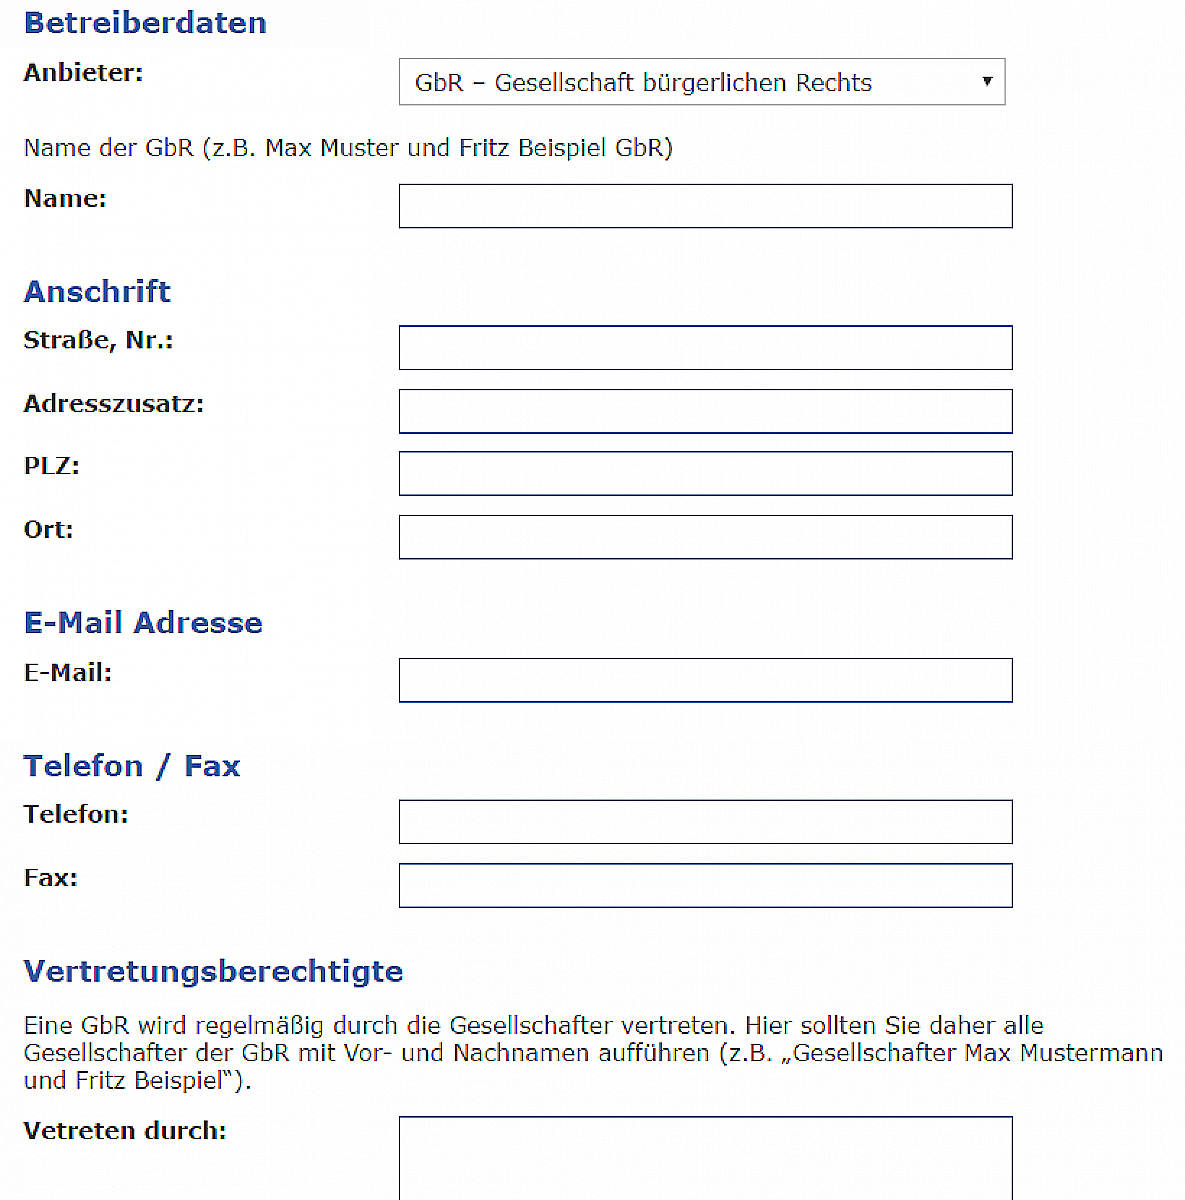 Betreiberdaten
Anbieter:
GbR – Gesellschaft bürgerlichen Rechts
Name der GbR (z.B. Max Muster und Fritz Beispiel GbR)
Name:
Anschrift
Straße, Nr.:
Adresszusatz:
PLZ:
Ort:
E-Mail Adresse
E-Mail:
Telefon / Fax
Telefon:
Fax:
Vertretungsberechtigte
Eine GbR wird regelmäßig durch die Gesellschafter vertreten. Hier sollten Sie daher alle
Gesellschafter der GbR mit Vor- und Nachnamen aufführen (z.B. „Gesellschafter Max Mustermann
und Fritz Beispiel“).
Vetreten durch: